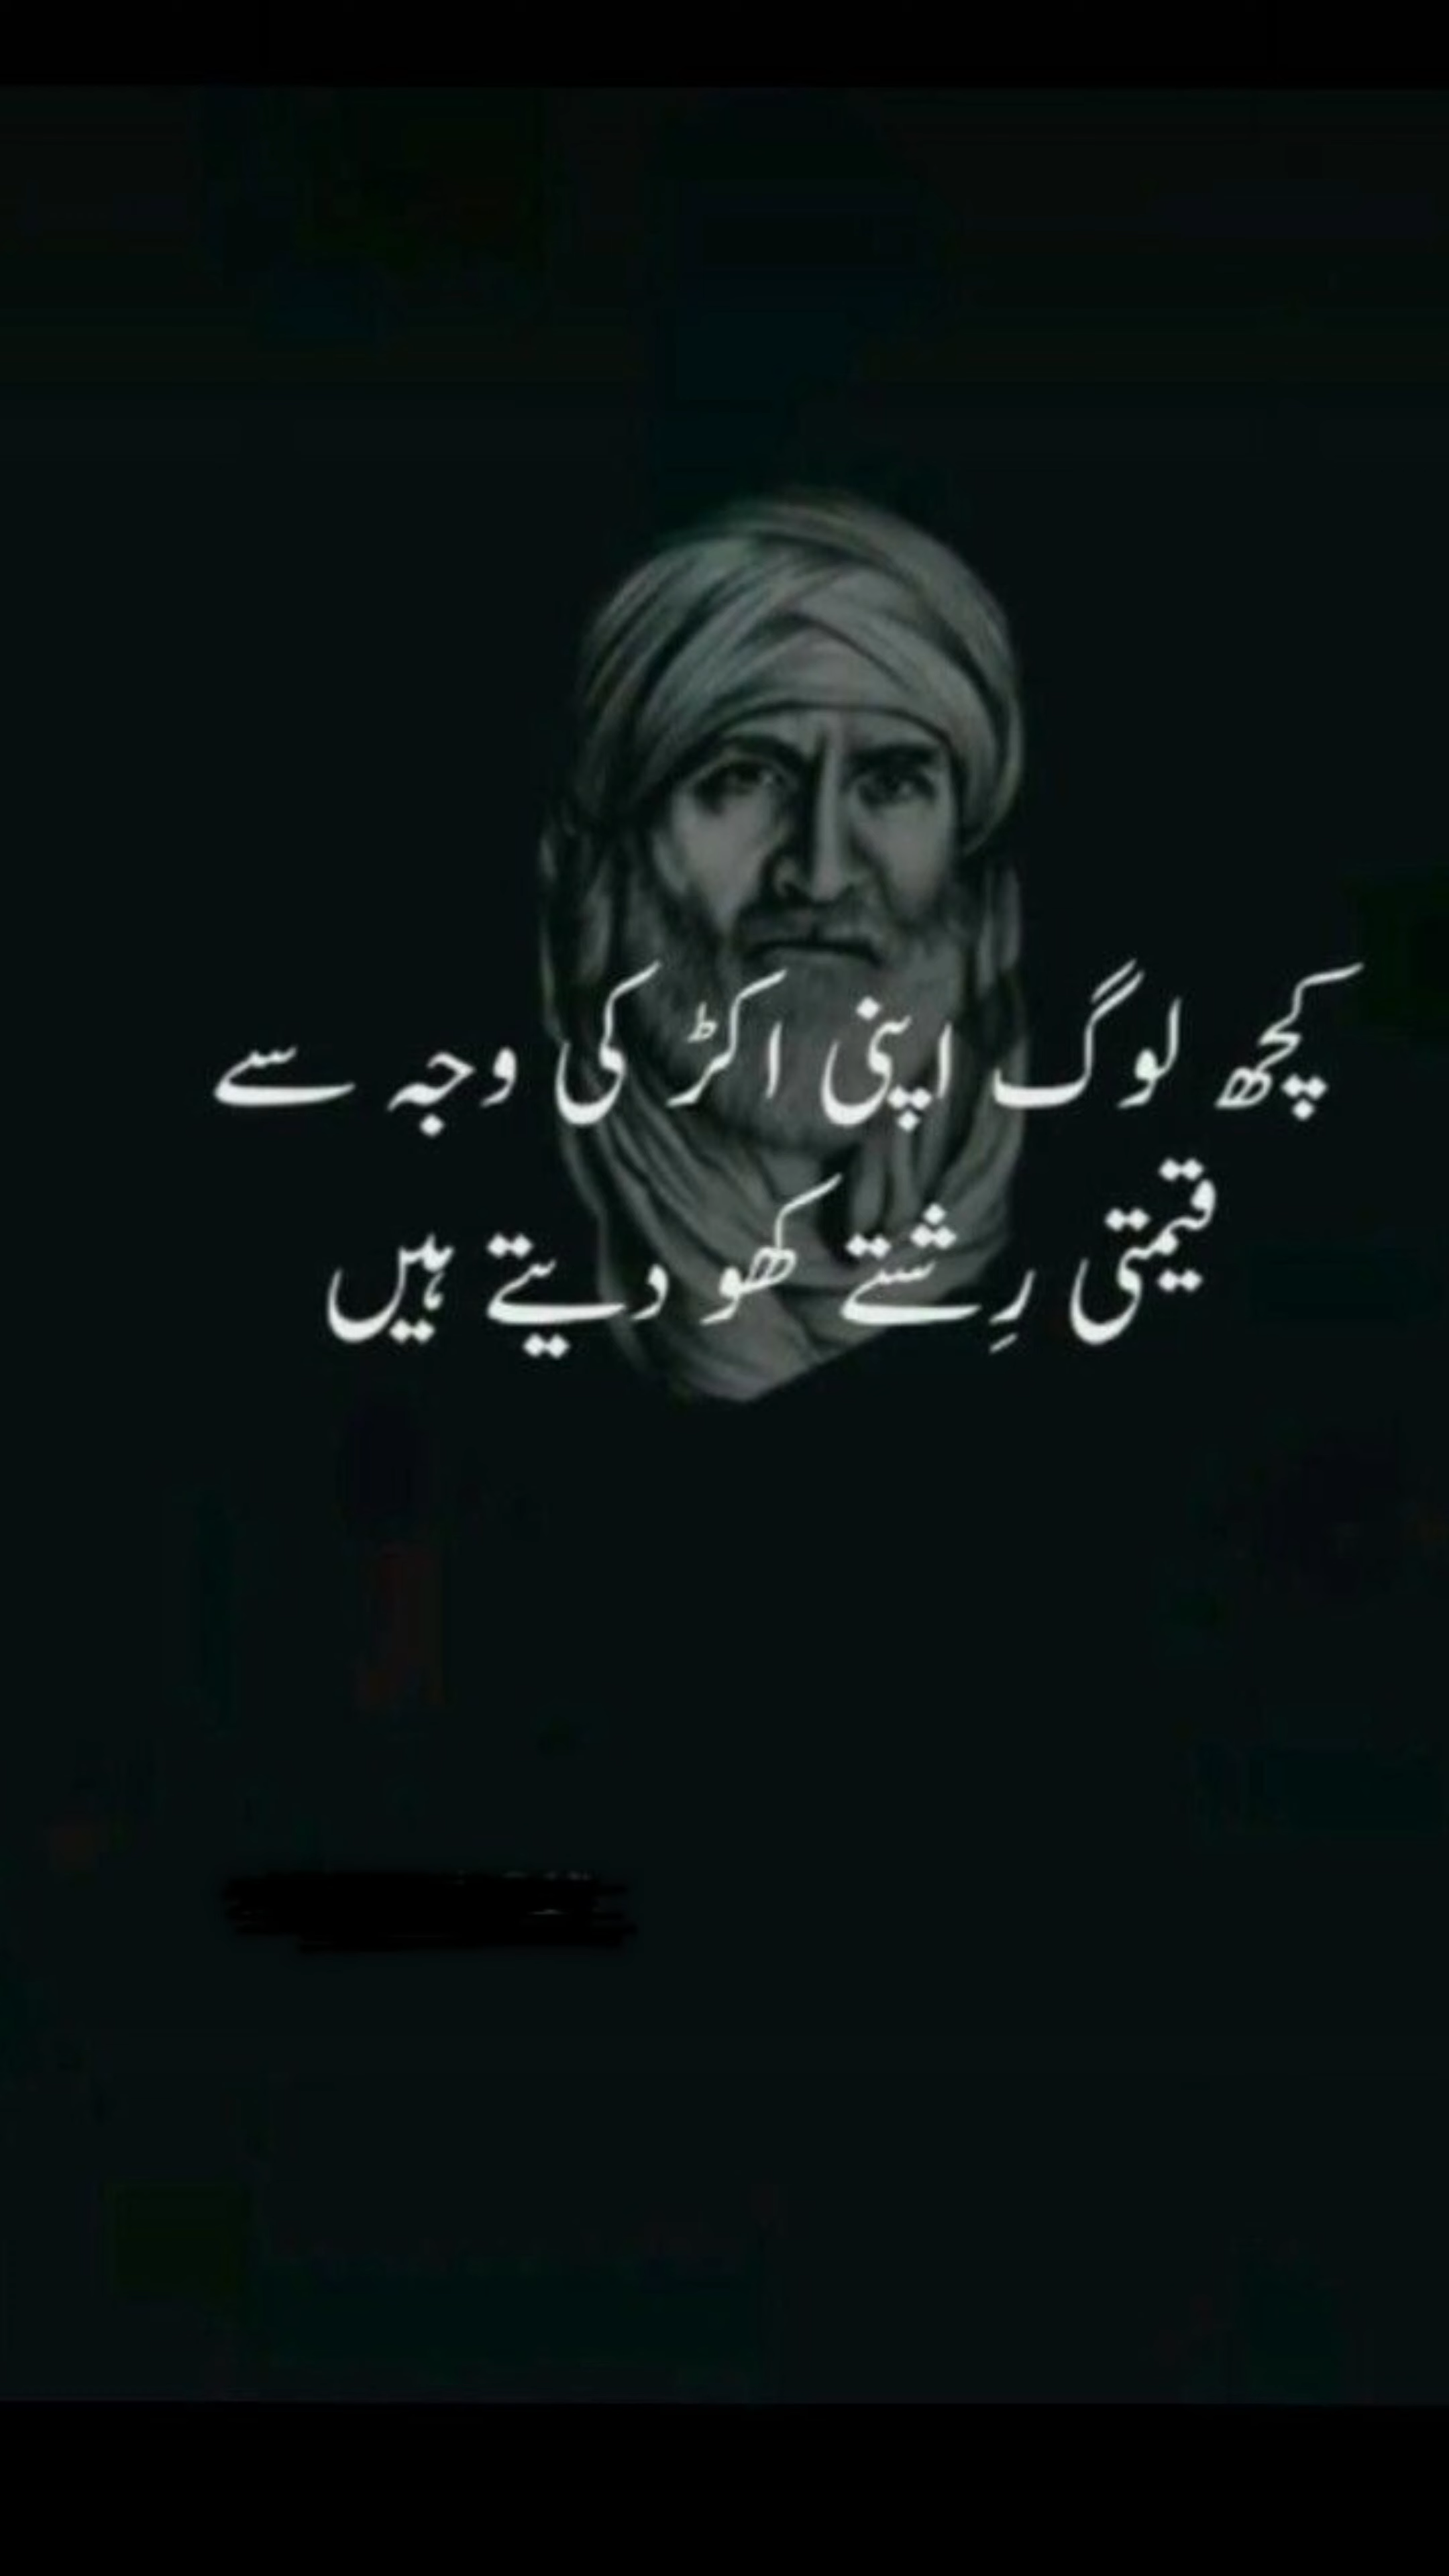 کچھ لوگ اپنی اکڑ کی وجہ سے
قیمتی رِشتے کھو دیتے ہیں